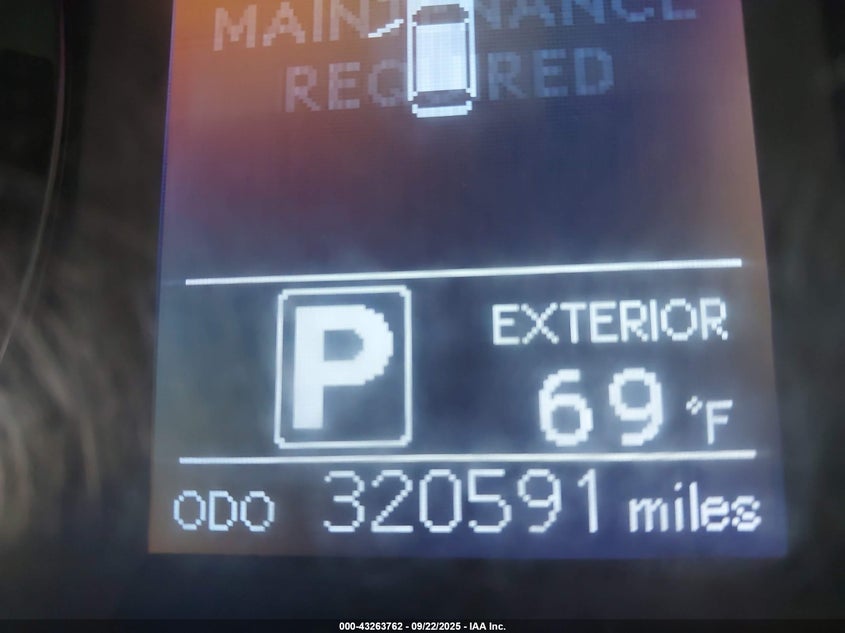 MAINTENANCE
REQUIRED
P
EXTERIOR
69 °F
ODO 320591 miles
000-43263762 - 09/22/2025 - IAA Inc.